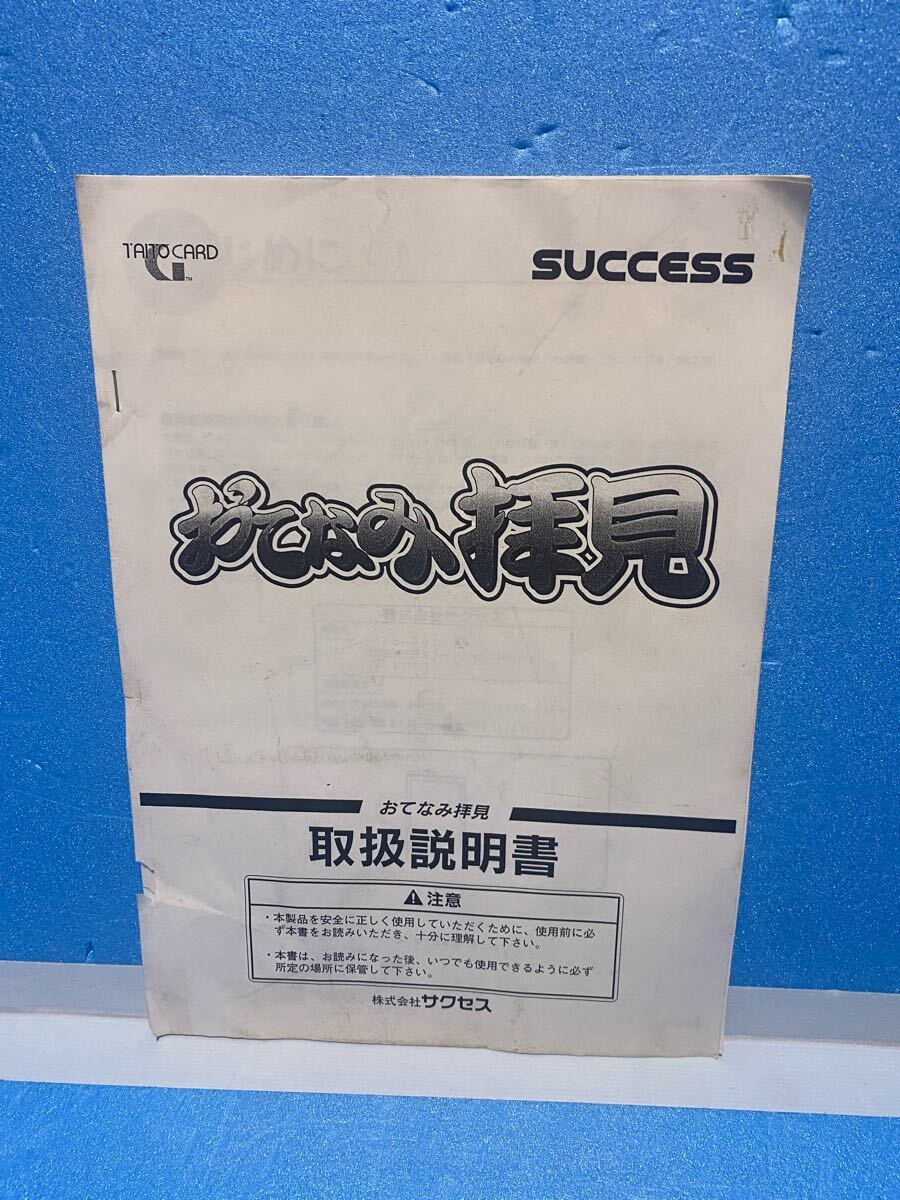 TAITO CARD
G™
SUCCESS
おてなみ拝見
おてなみ拝見
取扱説明書
注意
・本製品を安全に正しく使用していただくために、使用前に必
ず本書をお読みいただき、十分に理解して下さい。
・本書は、お読みになった後、いつでも使用できるように必ず
所定の場所に保管して下さい。
株式会社サクセス